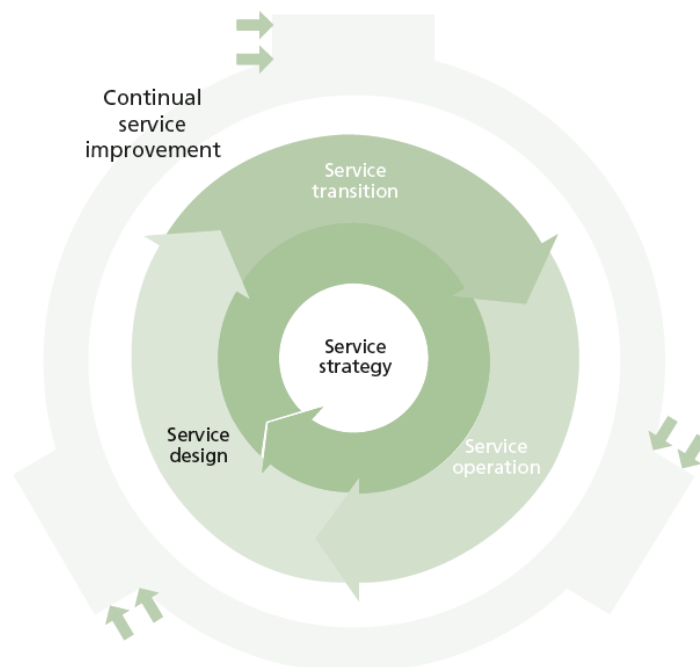 Continual
service
improvement
Service
transition
Service
strategy
Service
design
Service
operation